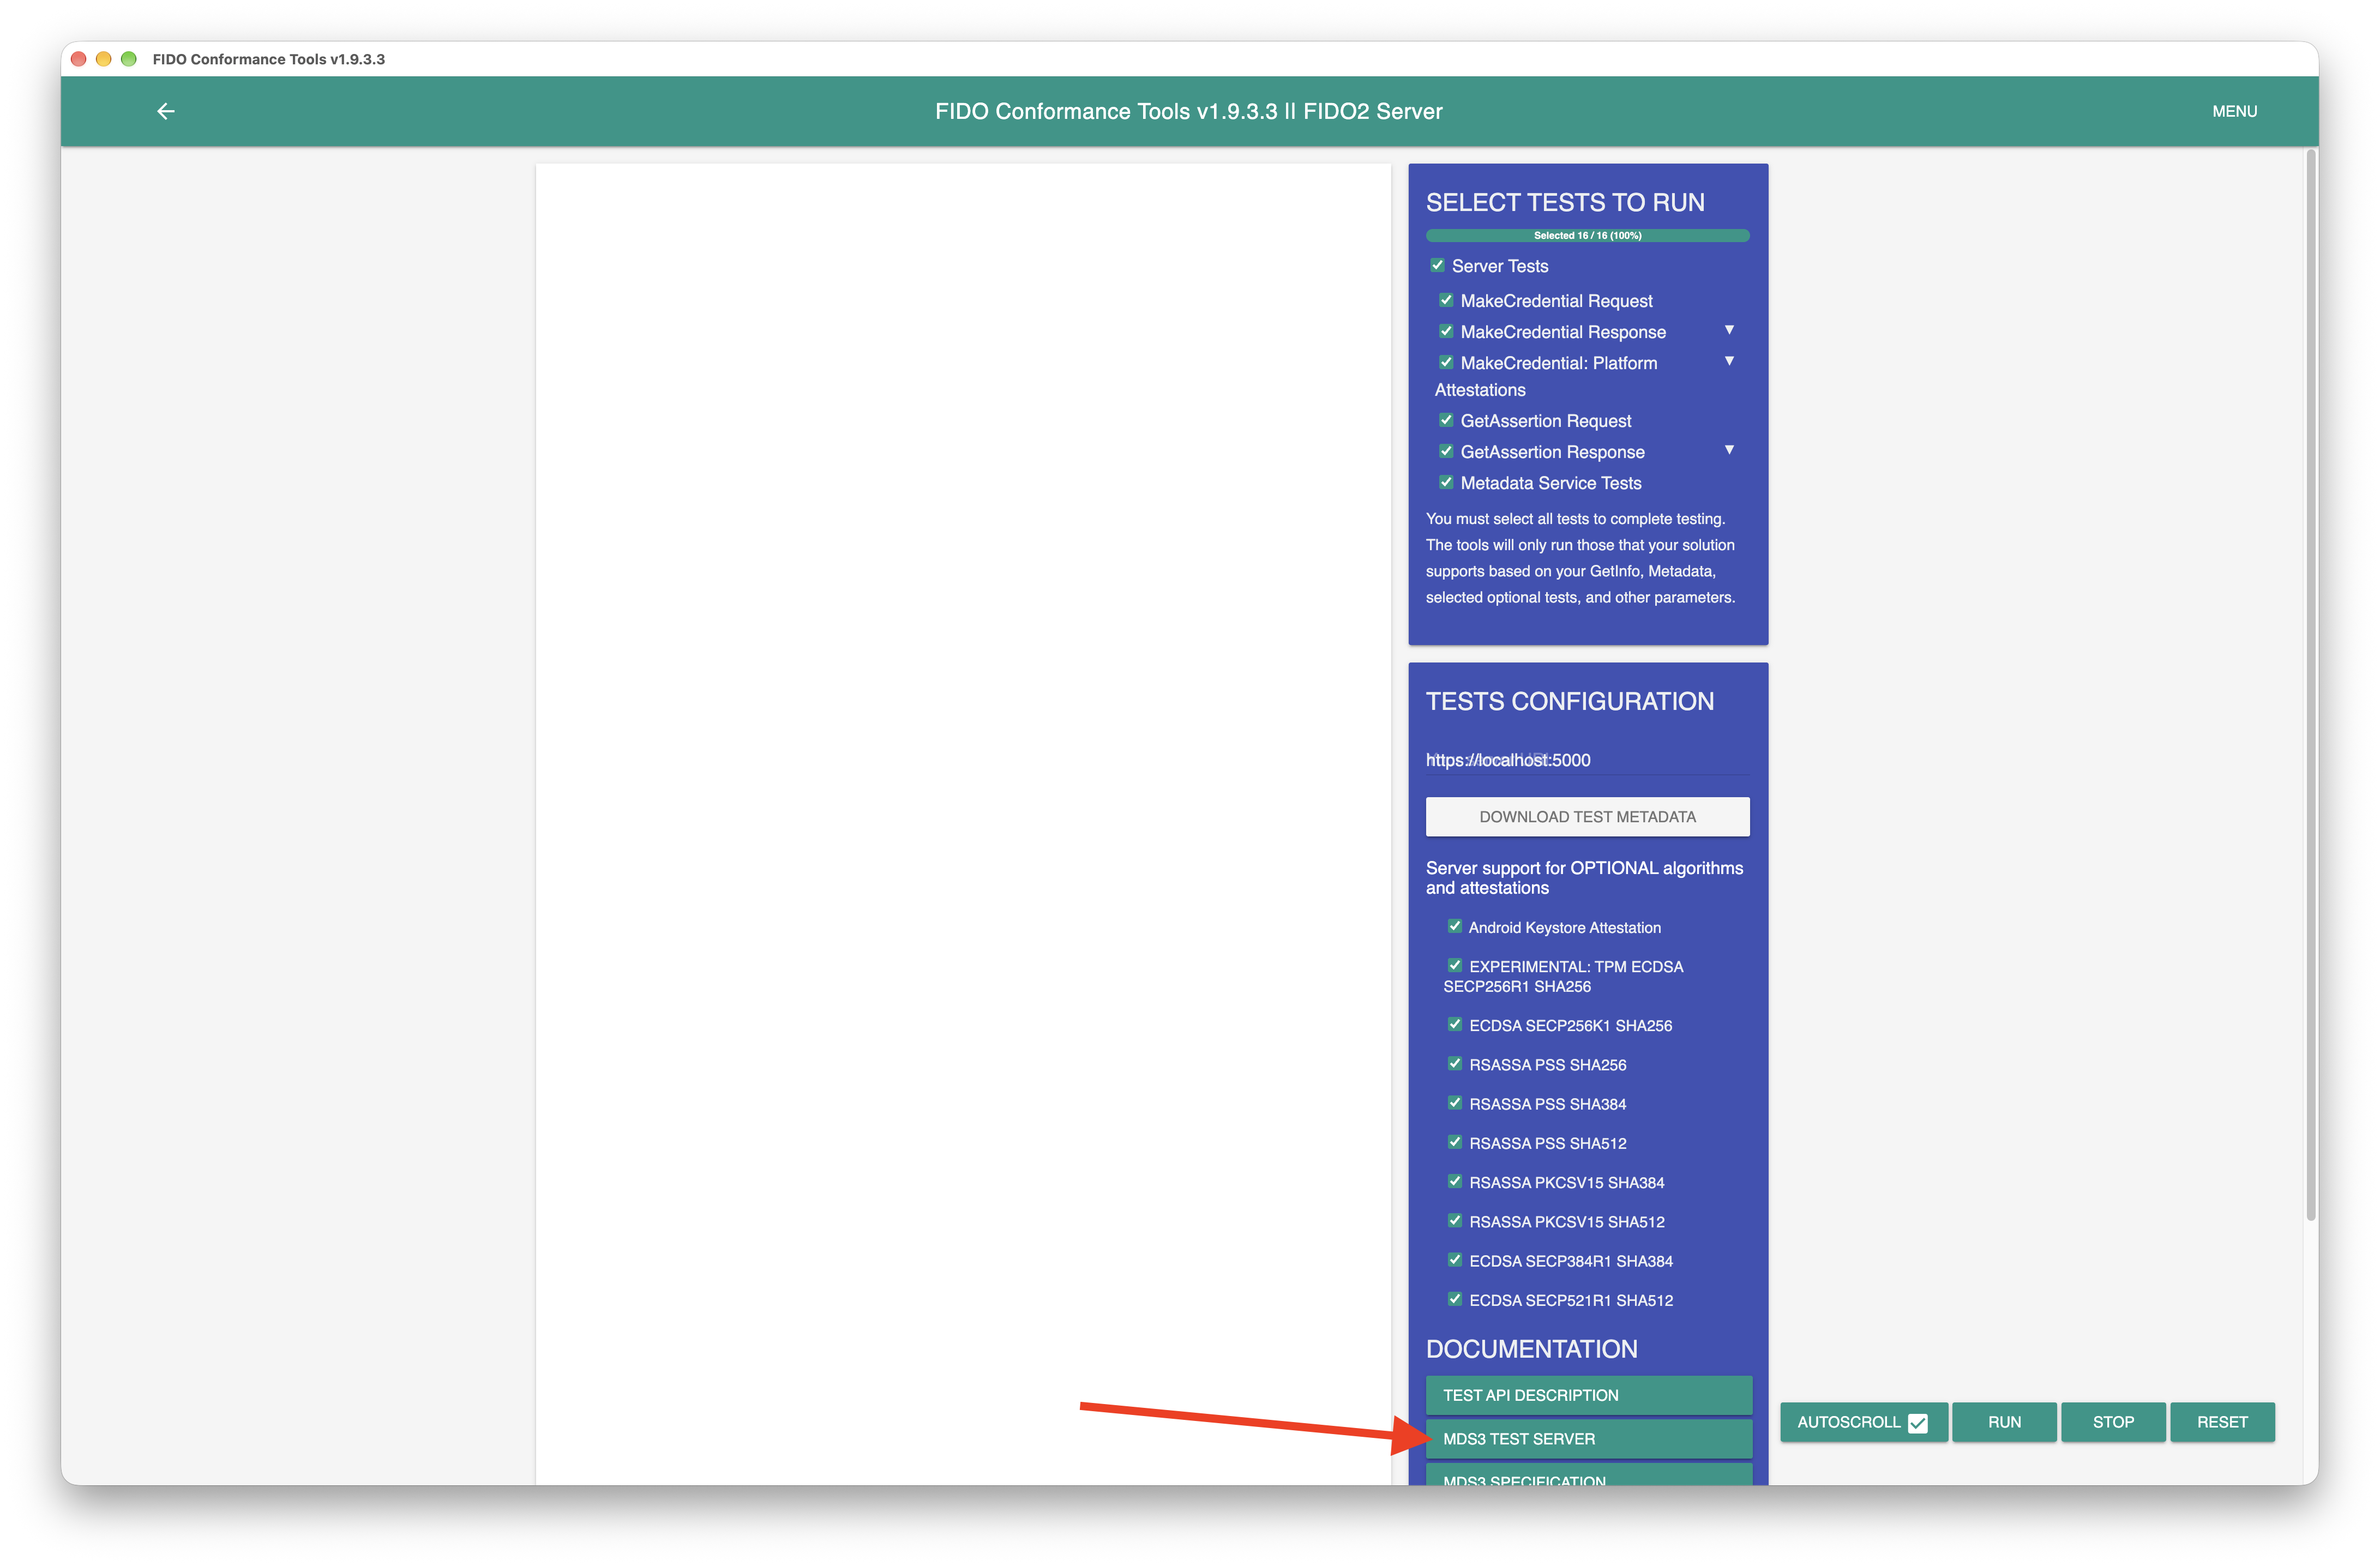 FIDO Conformance Tools v1.9.3.3
FIDO Conformance Tools v1.9.3.3 || FIDO2 Server
MENU
SELECT TESTS TO RUN
Selected 16 / 16 (100%)
Server Tests
MakeCredential Request
MakeCredential Response
MakeCredential: Platform
Attestations
GetAssertion Request
GetAssertion Response
Metadata Service Tests
You must select all tests to complete testing.
The tools will only run those that your solution
supports based on your GetInfo, Metadata,
selected optional tests, and other parameters.
TESTS CONFIGURATION
https://localhost:5000
DOWNLOAD TEST METADATA
Server support for OPTIONAL algorithms
and attestations
Android Keystore Attestation
EXPERIMENTAL: TPM ECDSA
SECP256R1 SHA256
ECDSA SECP256K1 SHA256
RSASSA PSS SHA256
RSASSA PSS SHA384
RSASSA PSS SHA512
RSASSA PKCSV15 SHA384
RSASSA PKCSV15 SHA512
ECDSA SECP384R1 SHA384
ECDSA SECP521R1 SHA512
DOCUMENTATION
TEST API DESCRIPTION
MDS3 TEST SERVER
MDS3 SPECIFICATION
AUTOSCROLL
RUN
STOP
RESET